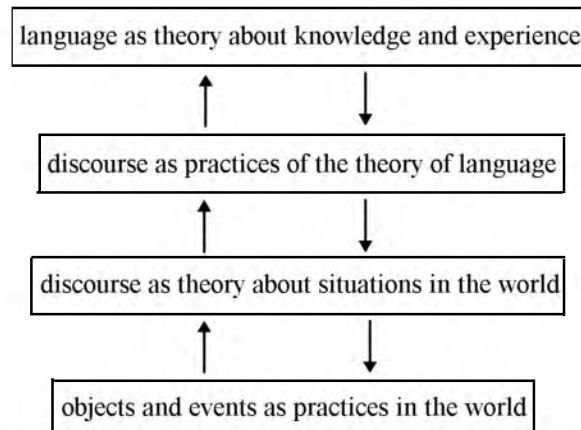 language as theory about knowledge and experience
discourse as practices of the theory of language
discourse as theory about situations in the world
objects and events as practices in the world